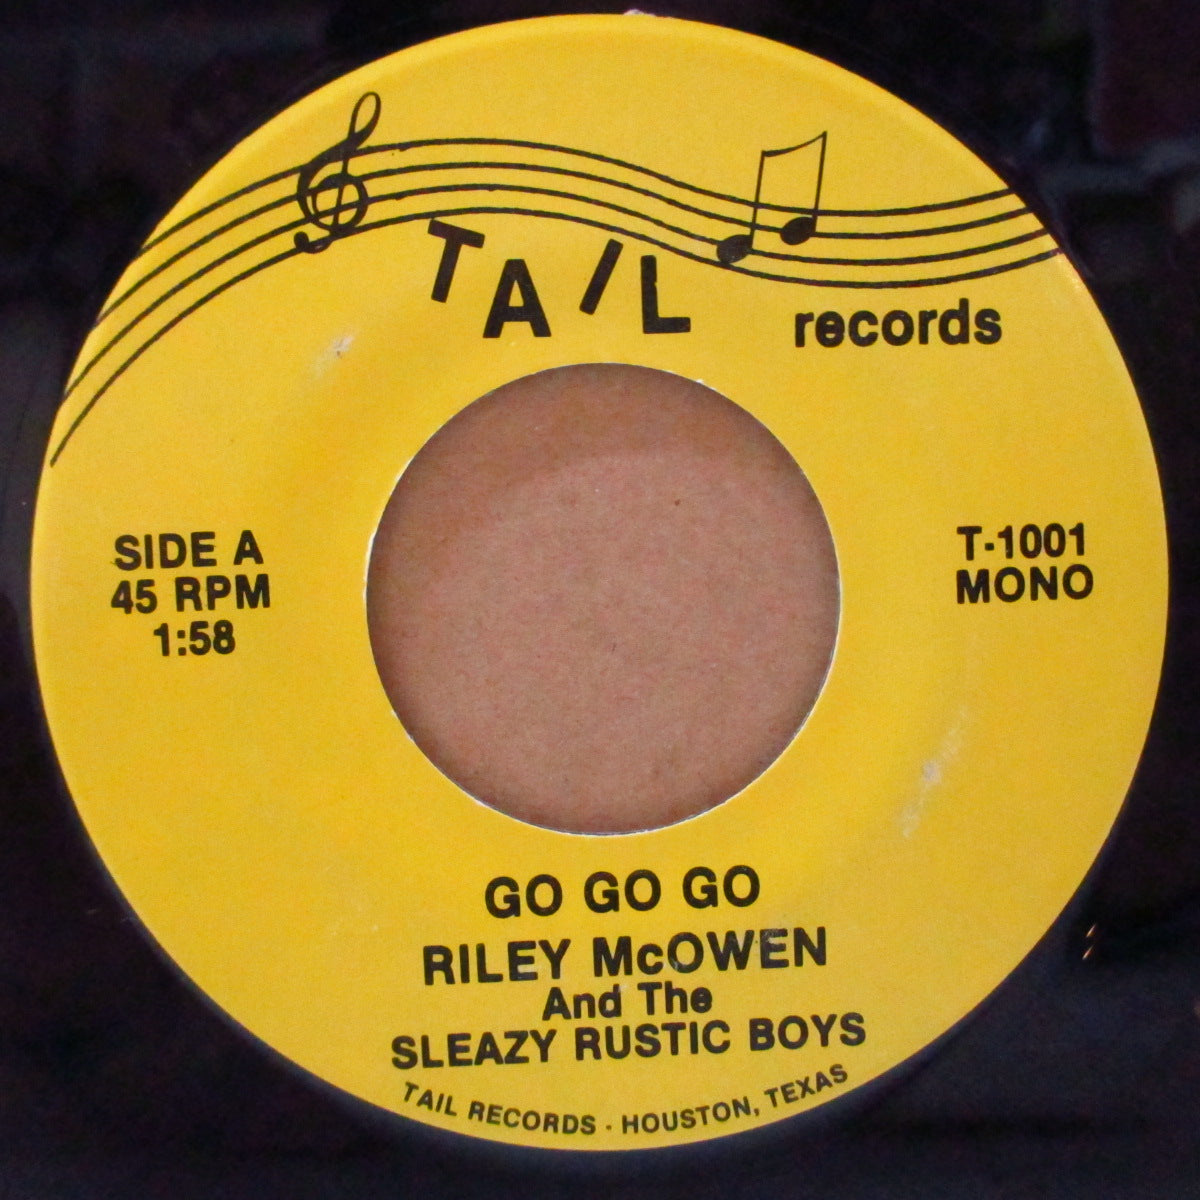 TAIL
records
SIDE A
45 RPM
1:58
T-1001
MONO
GO GO GO
RILEY McOWEN
And The
SLEAZY RUSTIC BOYS
TAIL RECORDS - HOUSTON, TEXAS